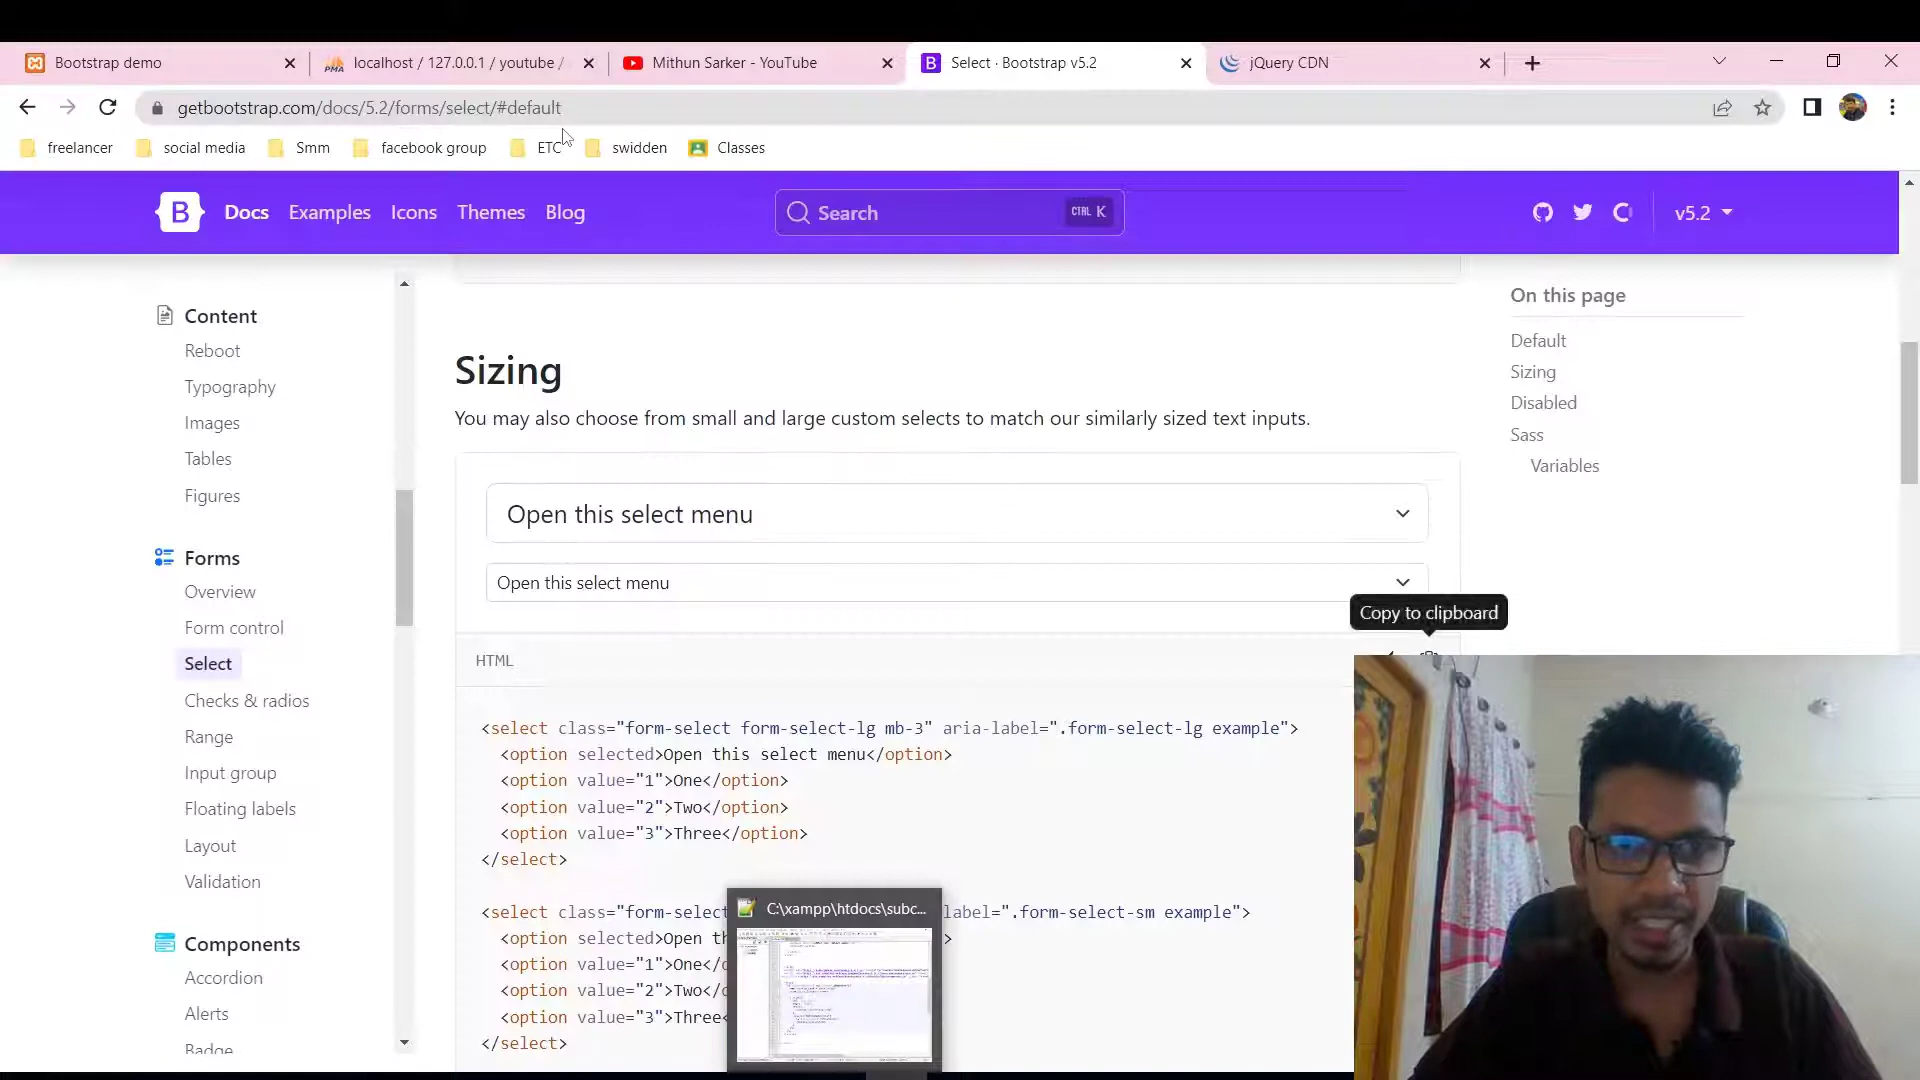 Bootstrap demo
localhost / 127.0.0.1 / youtube /
Mithun Sarker - YouTube
Select · Bootstrap v5.2
jQuery CDN
getbootstrap.com/docs/5.2/forms/select/#default
freelancer
social media
Smm
facebook group
ETC
swidden
Classes
B
Docs
Examples
Icons
Themes
Blog
Search
CTRL K
v5.2
Content
Reboot
Typography
Images
Tables
Figures
Forms
Overview
Form control
Select
Checks & radios
Range
Input group
Floating labels
Layout
Validation
Components
Accordion
Alerts
Badge
Sizing
You may also choose from small and large custom selects to match our similarly sized text inputs.
Open this select menu
Open this select menu
Copy to clipboard
HTML
<select class="form-select form-select-lg mb-3" aria-label=".form-select-lg example">
<option selected>Open this select menu</option>
<option value="1">One</option>
<option value="2">Two</option>
<option value="3">Three</option>
</select>
<select class="form-select label=".form-select-sm example">
<option selected>Open th >
<option value="1">One</o
<option value="2">Two</o
<option value="3">Three<
</select>
C:\xampp\htdocs\subc...
On this page
Default
Sizing
Disabled
Sass
Variables